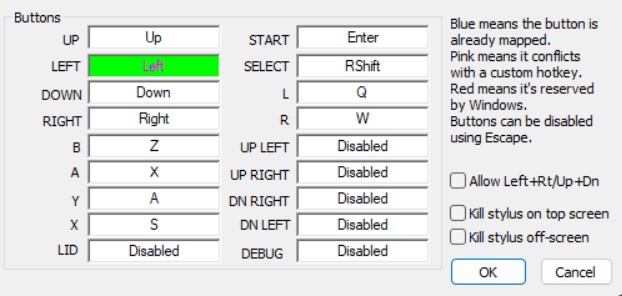 Buttons
UP Up START Enter
LEFT Left SELECT RShift
DOWN Down L Q
RIGHT Right R W
B Z UP LEFT Disabled
A X UP RIGHT Disabled
Y A DN RIGHT Disabled
X S DN LEFT Disabled
LID Disabled DEBUG Disabled
Blue means the button is
already mapped.
Pink means it conflicts
with a custom hotkey.
Red means it's reserved
by Windows.
Buttons can be disabled
using Escape.
Allow Left+Rt/Up+Dn
Kill stylus on top screen
Kill stylus off-screen
OK Cancel